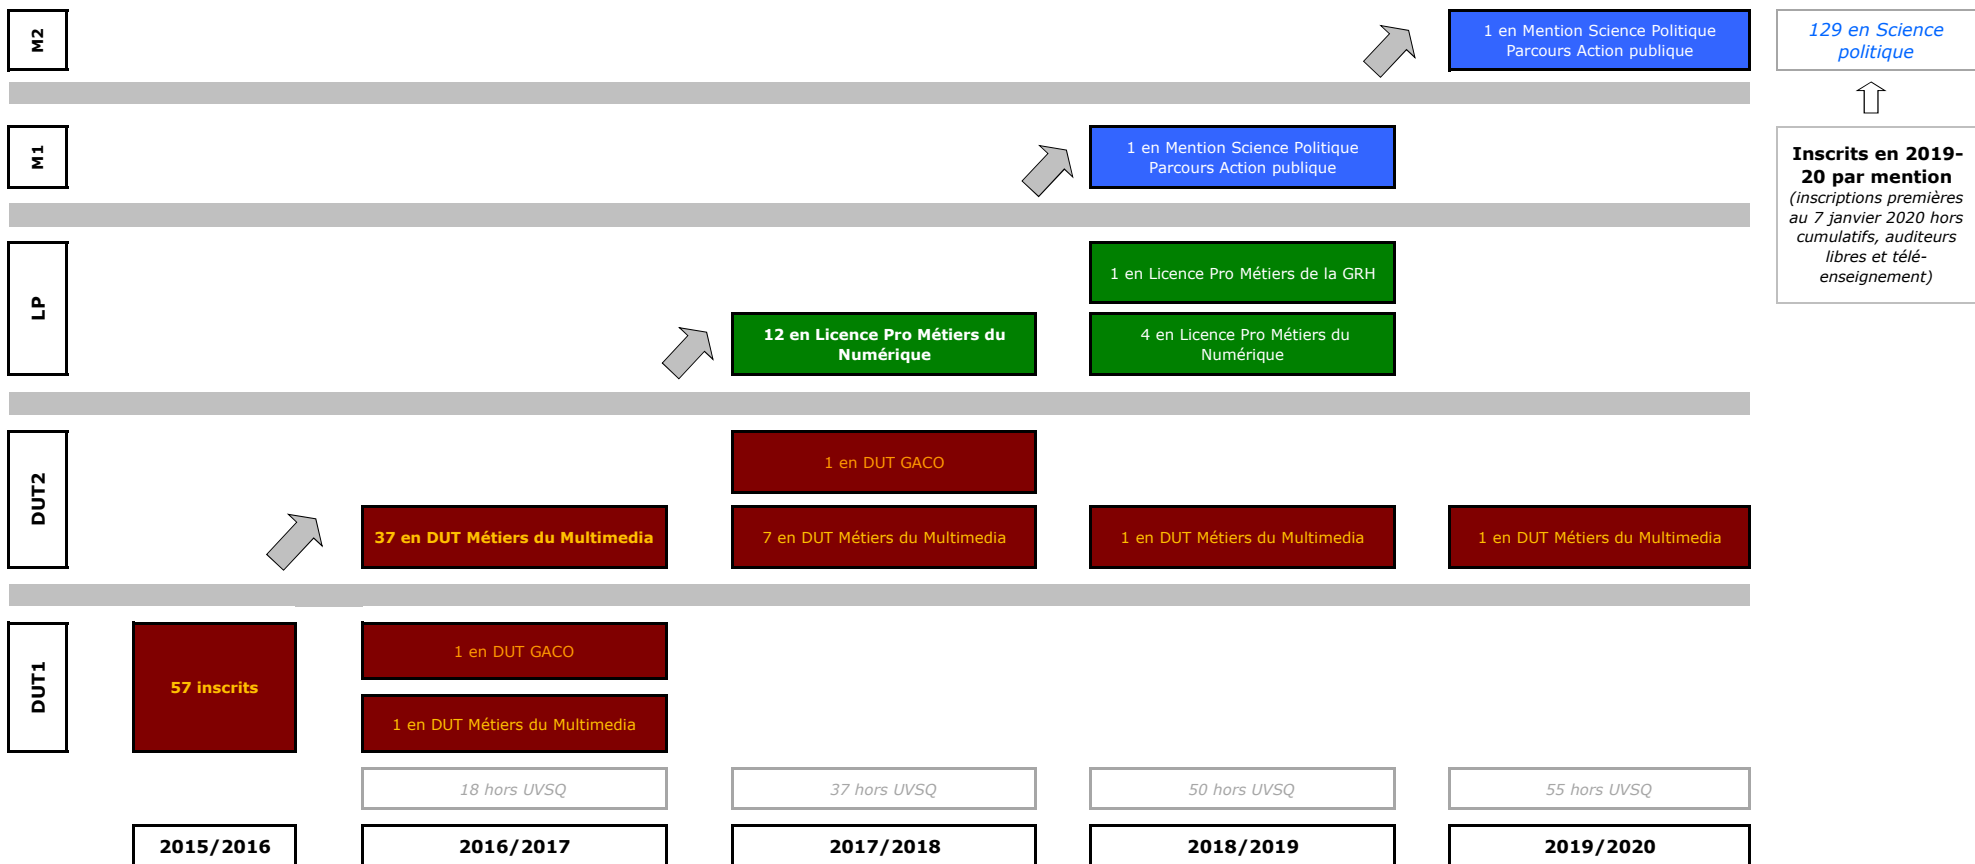 M2
1 en Mention Science Politique
Parcours Action publique
129 en Science
politique
M1
1 en Mention Science Politique
Parcours Action publique
Inscrits en 2019-
20 par mention
(inscriptions premières
au 7 janvier 2020 hors
cumulatifs, auditeurs
libres et télé-
enseignement)
LP
1 en Licence Pro Métiers de la GRH
12 en Licence Pro Métiers du
Numérique
4 en Licence Pro Métiers du
Numérique
DUT2
1 en DUT GACO
37 en DUT Métiers du Multimedia
7 en DUT Métiers du Multimedia
1 en DUT Métiers du Multimedia
1 en DUT Métiers du Multimedia
DUT1
57 inscrits
1 en DUT GACO
1 en DUT Métiers du Multimedia
18 hors UVSQ
37 hors UVSQ
50 hors UVSQ
55 hors UVSQ
2015/2016
2016/2017
2017/2018
2018/2019
2019/2020